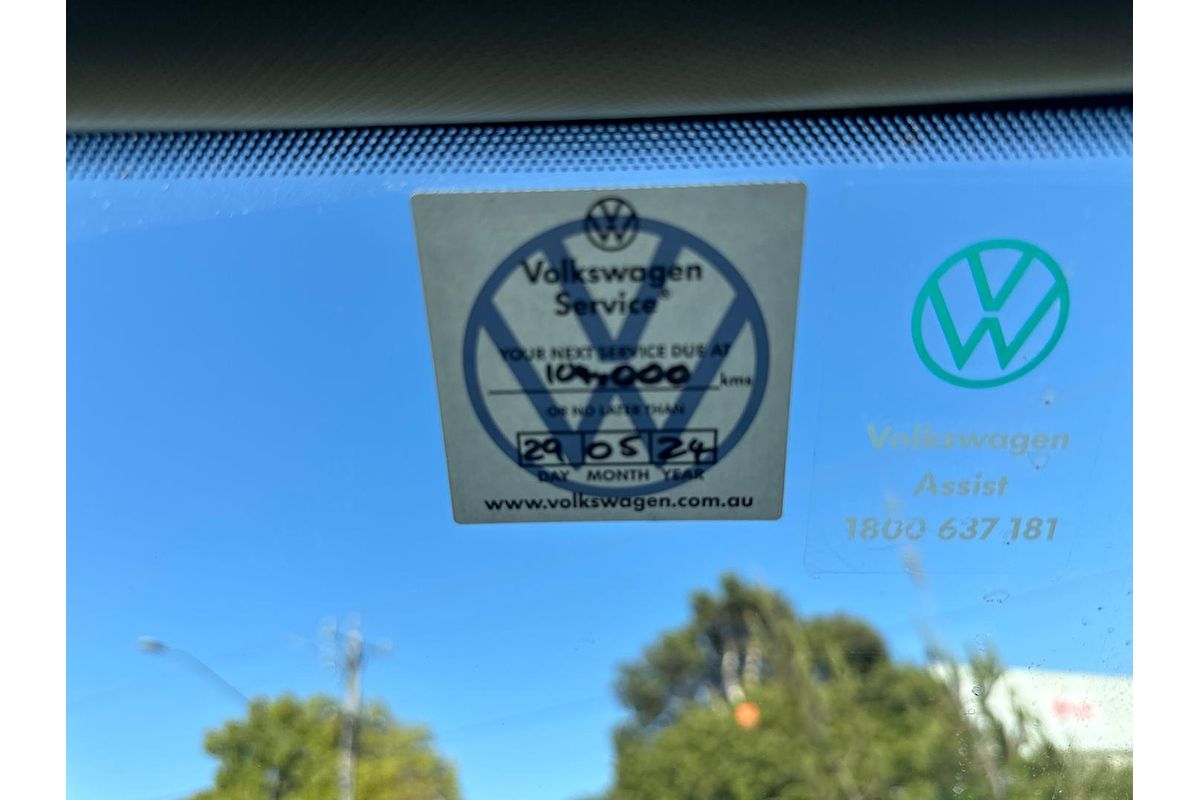 Volkswagen
Service®
YOUR NEXT SERVICE DUE AT
kms
OR NO LATER THAN
29 05 24
DAY MONTH YEAR
www.volkswagen.com.au
Volkswagen
Assist
1800 637 181